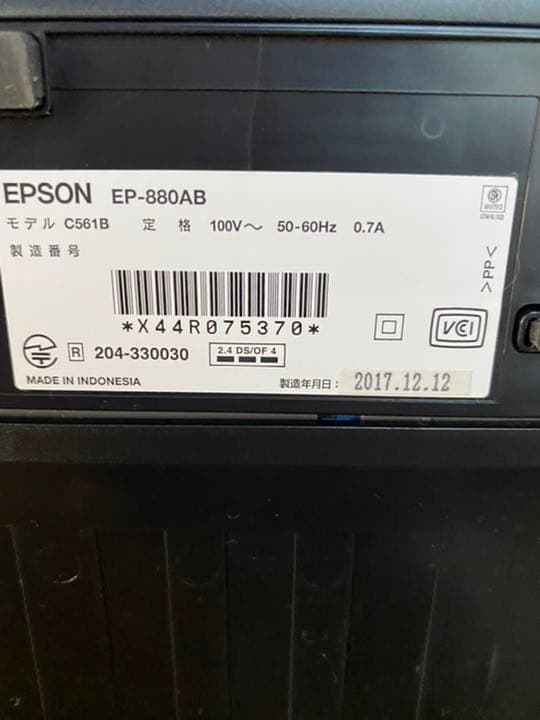 EPSON EP-880AB
モデル C561B 定格 100V～ 50-60Hz 0.7A
製造番号
>PP<
*X44R075370*
R 204-330030 2.4 DS/OF 4
VCI
MADE IN INDONESIA 製造年月日: 2017.12.12